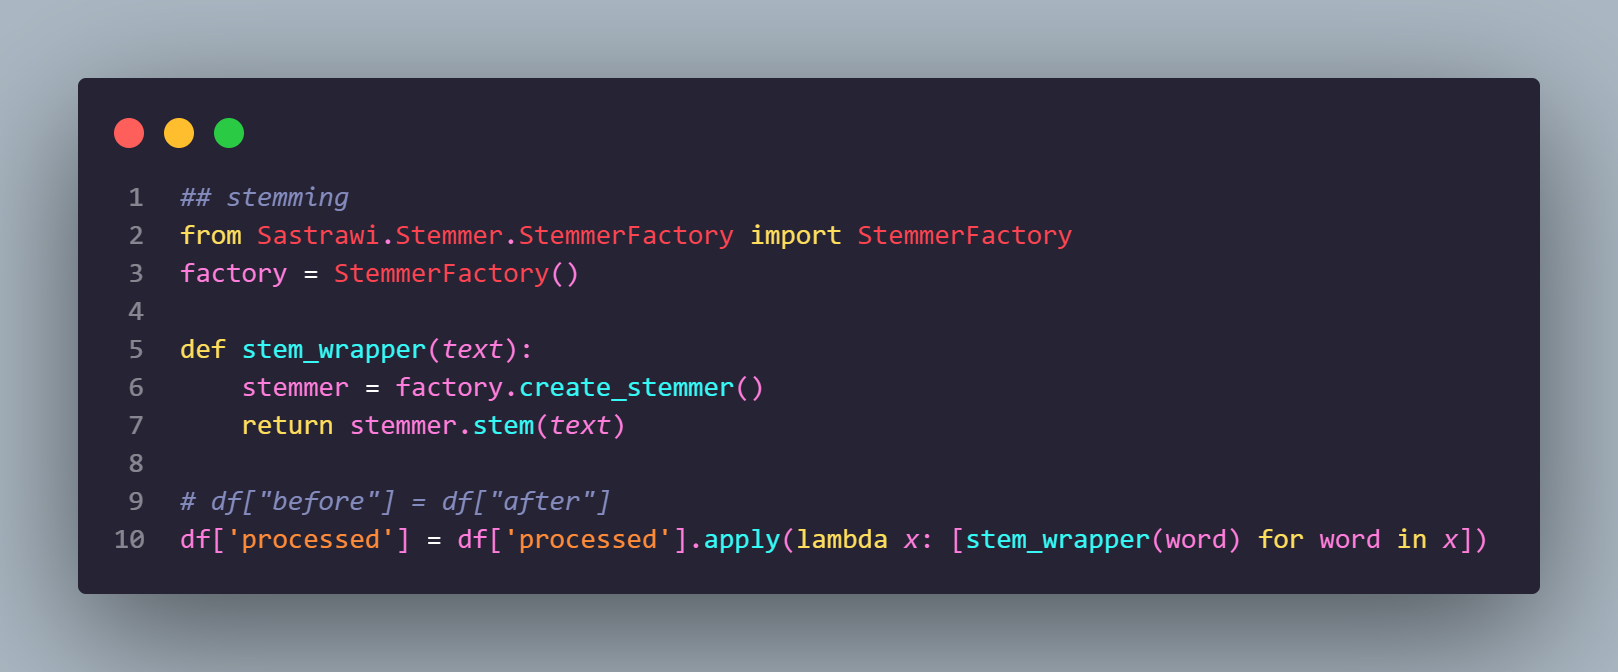 1 ## stemming
2 from Sastrawi.Stemmer.StemmerFactory import StemmerFactory
3 factory = StemmerFactory()
4
5 def stem_wrapper(text):
6     stemmer = factory.create_stemmer()
7     return stemmer.stem(text)
8
9 # df["before"] = df["after"]
10 df['processed'] = df['processed'].apply(lambda x: [stem_wrapper(word) for word in x])